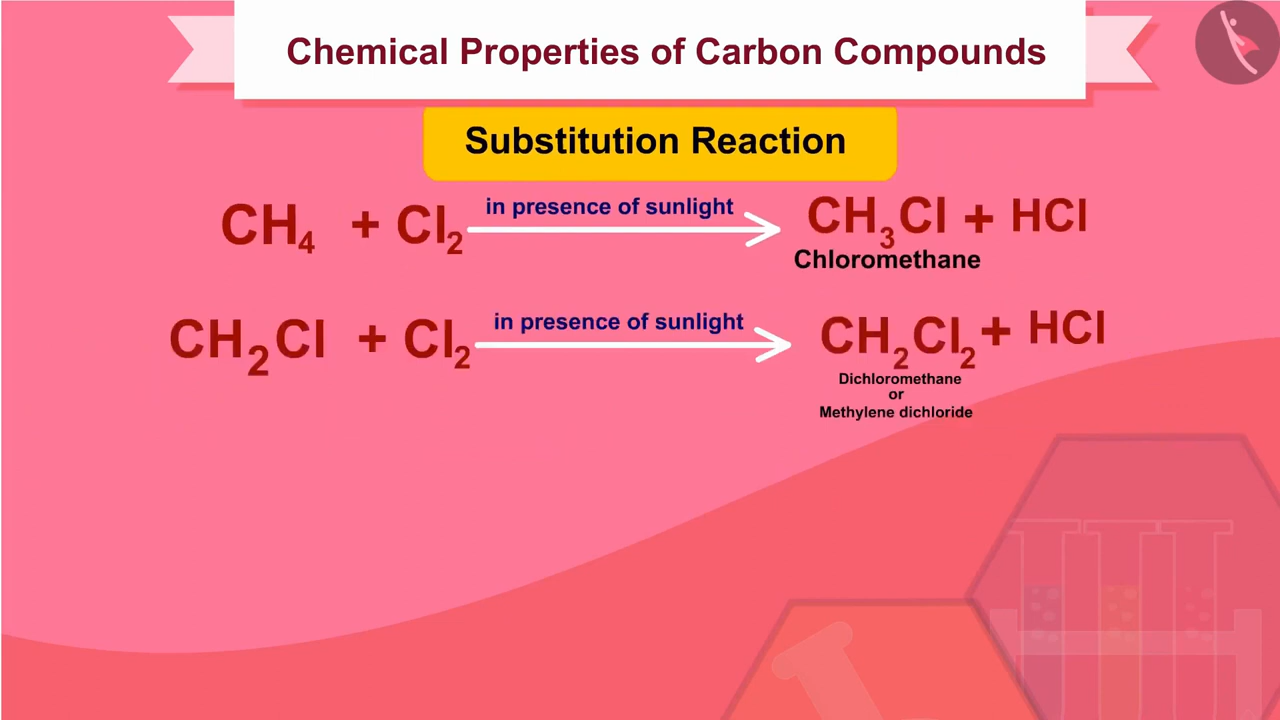 Chemical Properties of Carbon Compounds
Substitution Reaction
CH₄ + Cl₂ in presence of sunlight CH₃Cl + HCl
Chloromethane
CH₂Cl + Cl₂ in presence of sunlight CH₂Cl₂ + HCl
Dichloromethane
or
Methylene dichloride